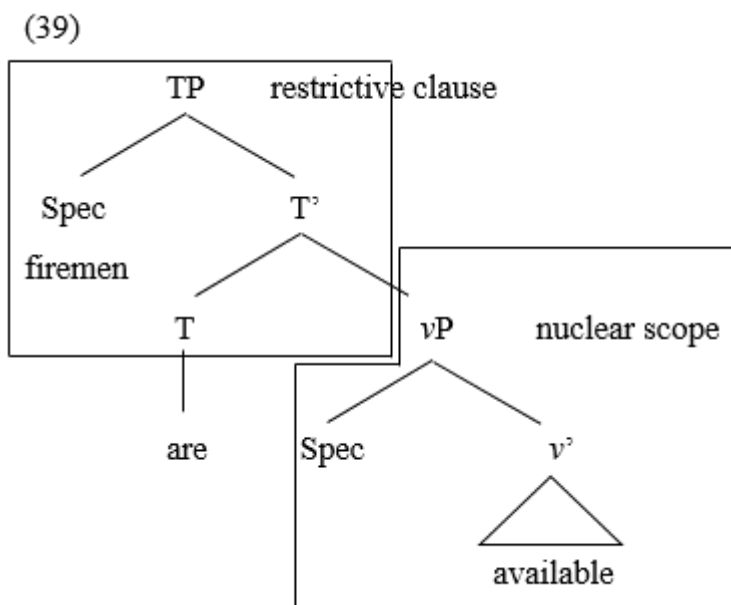 (39)
TP restrictive clause
Spec T’
firemen
T vP nuclear scope
are Spec v’
available